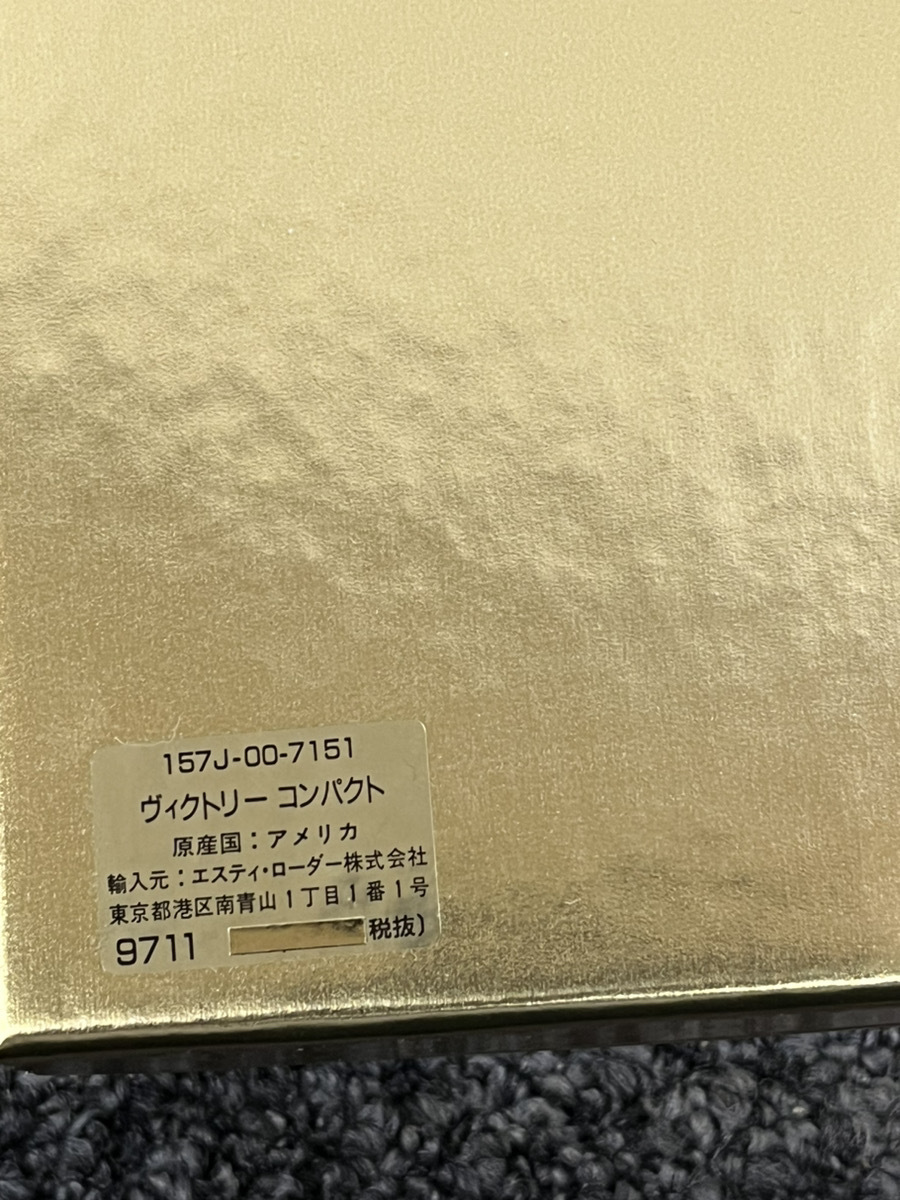 157J-00-7151
ヴィクトリー コンパクト
原産国：アメリカ
輸入元：エスティ・ローダー株式会社
東京都港区南青山1丁目1番1号
9711 税抜)